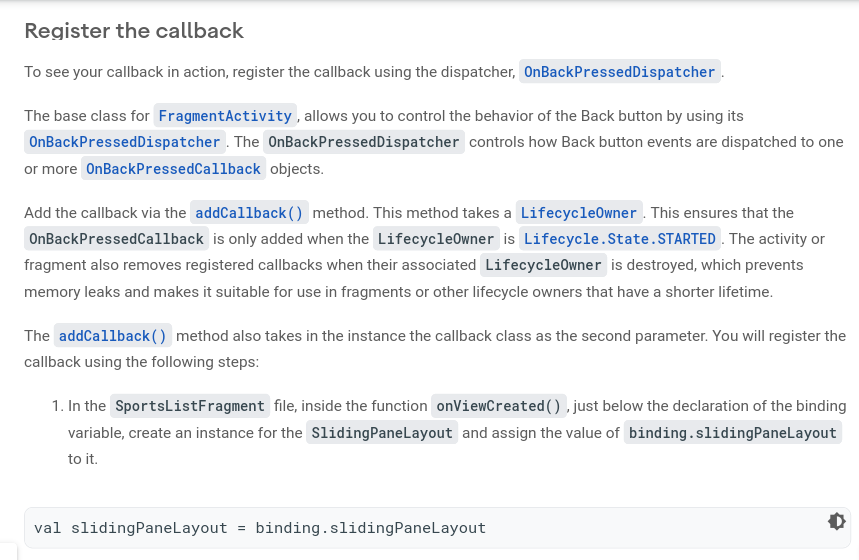 Register the callback
To see your callback in action, register the callback using the dispatcher, OnBackPressedDispatcher.
The base class for FragmentActivity, allows you to control the behavior of the Back button by using its
OnBackPressedDispatcher. The OnBackPressedDispatcher controls how Back button events are dispatched to one
or more OnBackPressedCallback objects.
Add the callback via the addCallback() method. This method takes a LifecycleOwner. This ensures that the
OnBackPressedCallback is only added when the LifecycleOwner is Lifecycle.State.STARTED. The activity or
fragment also removes registered callbacks when their associated LifecycleOwner is destroyed, which prevents
memory leaks and makes it suitable for use in fragments or other lifecycle owners that have a shorter lifetime.
The addCallback() method also takes in the instance the callback class as the second parameter. You will register the
callback using the following steps:
1. In the SportsListFragment file, inside the function onViewCreated(), just below the declaration of the binding
variable, create an instance for the SlidingPaneLayout and assign the value of binding.slidingPaneLayout
to it.
val slidingPaneLayout = binding.slidingPaneLayout